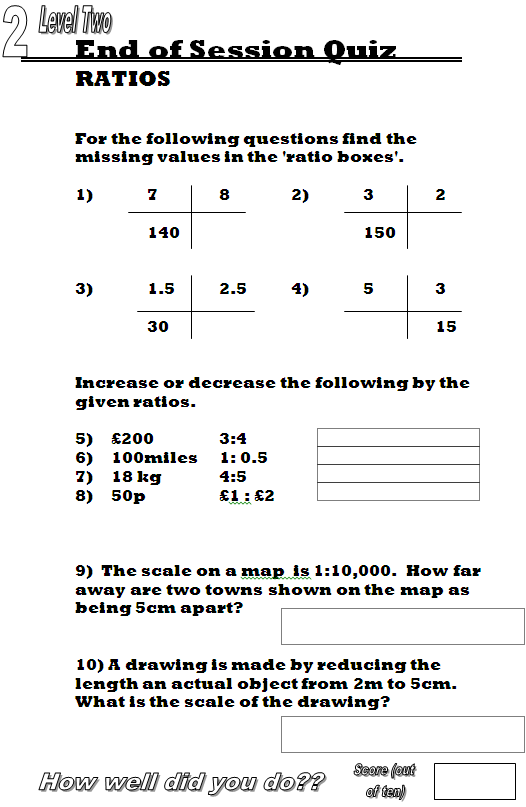 2 Level Two
End of Session Quiz
RATIOS
For the following questions find the
missing values in the 'ratio boxes'.
1) 7 8 2) 3 2
140 150
3) 1.5 2.5 4) 5 3
30 15
Increase or decrease the following by the
given ratios.
5) £200 3:4
6) 100miles 1: 0.5
7) 18 kg 4:5
8) 50p £1 : £2
9) The scale on a map is 1:10,000. How far
away are two towns shown on the map as
being 5cm apart?
10) A drawing is made by reducing the
length an actual object from 2m to 5cm.
What is the scale of the drawing?
How well did you do??
Score (out
of ten)